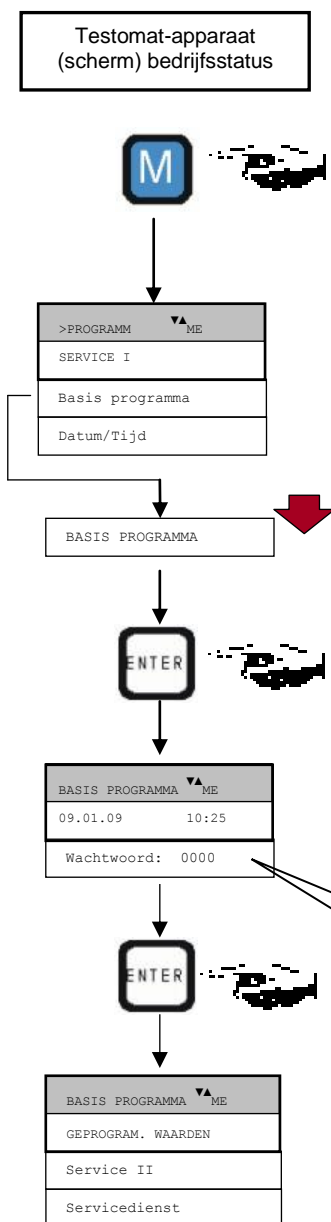 Testomat-apparaat
(scherm) bedrijfsstatus
M
>PROGRAMM ▼▲ME
SERVICE I
Basis programma
Datum/Tijd
BASIS PROGRAMMA
ENTER
BASIS PROGRAMMA ▼▲ME
09.01.09 10:25
Wachtwoord: 0000
ENTER
BASIS PROGRAMMA ▼▲ME
GEPROGRAM. WAARDEN
Service II
Servicedienst